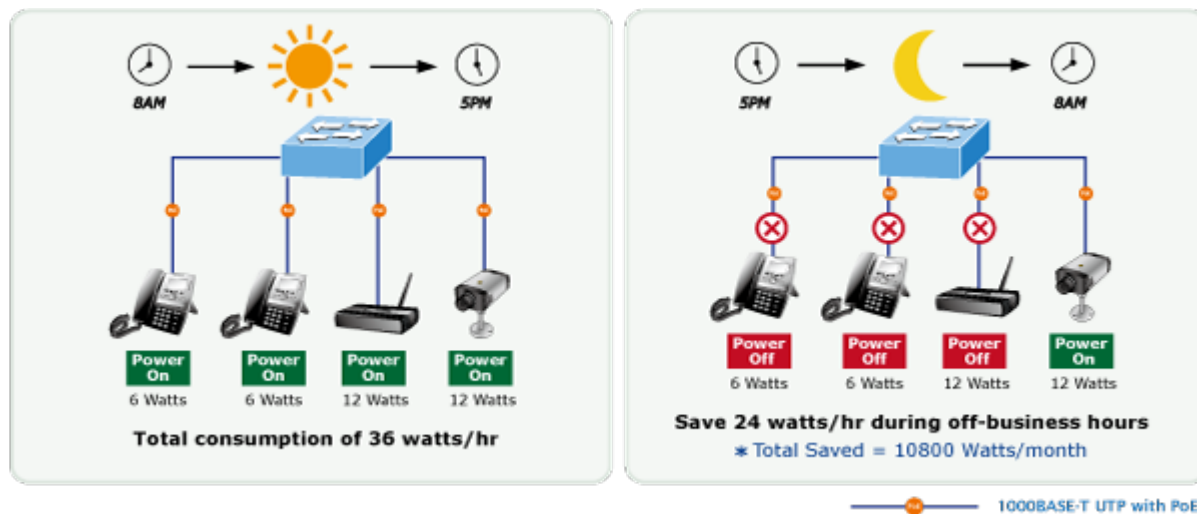 8AM
5PM
Power On
6 Watts
Power On
6 Watts
Power On
12 Watts
Power On
12 Watts
Total consumption of 36 watts/hr
5PM
8AM
Power Off
6 Watts
Power Off
6 Watts
Power Off
12 Watts
Power On
12 Watts
Save 24 watts/hr during off-business hours
* Total Saved = 10800 Watts/month
PoE 1000BASE-T UTP with PoE